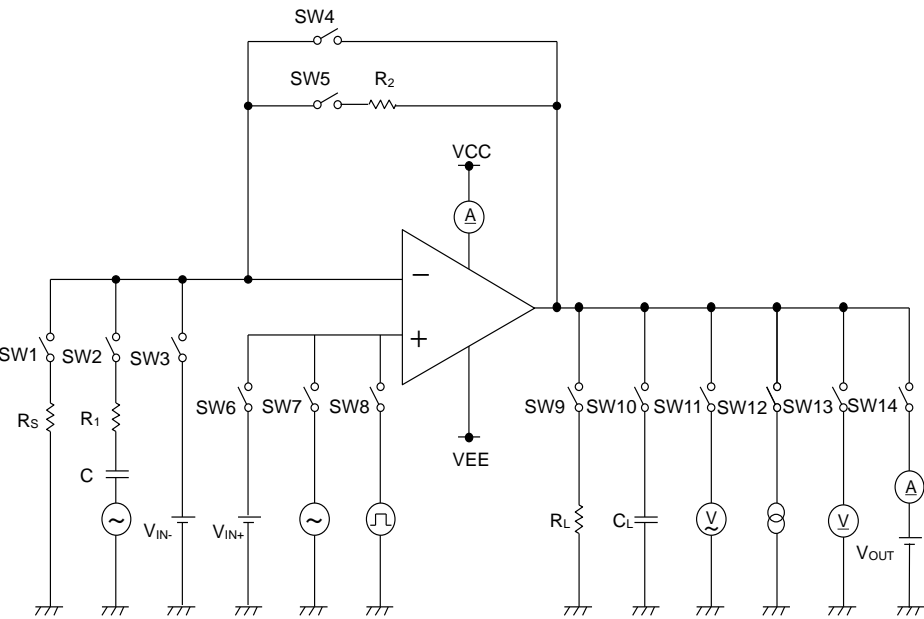 SW4
SW5 R2
VCC
A
−
+
SW1 SW2 SW3
SW6 SW7 SW8
SW9 SW10 SW11 SW12 SW13 SW14
RS R1
VEE
C
A
VIN- VIN+
RL CL V V
VOUT